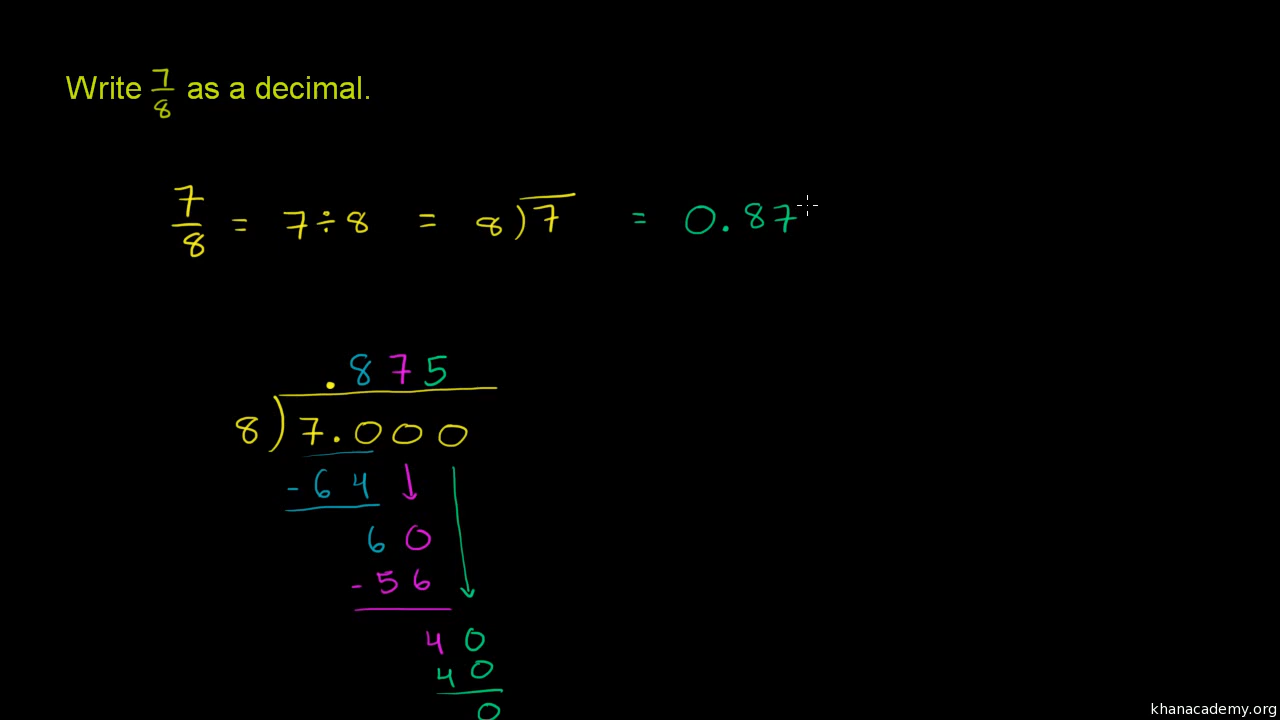 Write 7/8 as a decimal.
7/8 = 7÷8 = 8)7 = 0.87
.875
8)7.000
-64
60
-56
40
40
0
khanacademy.org